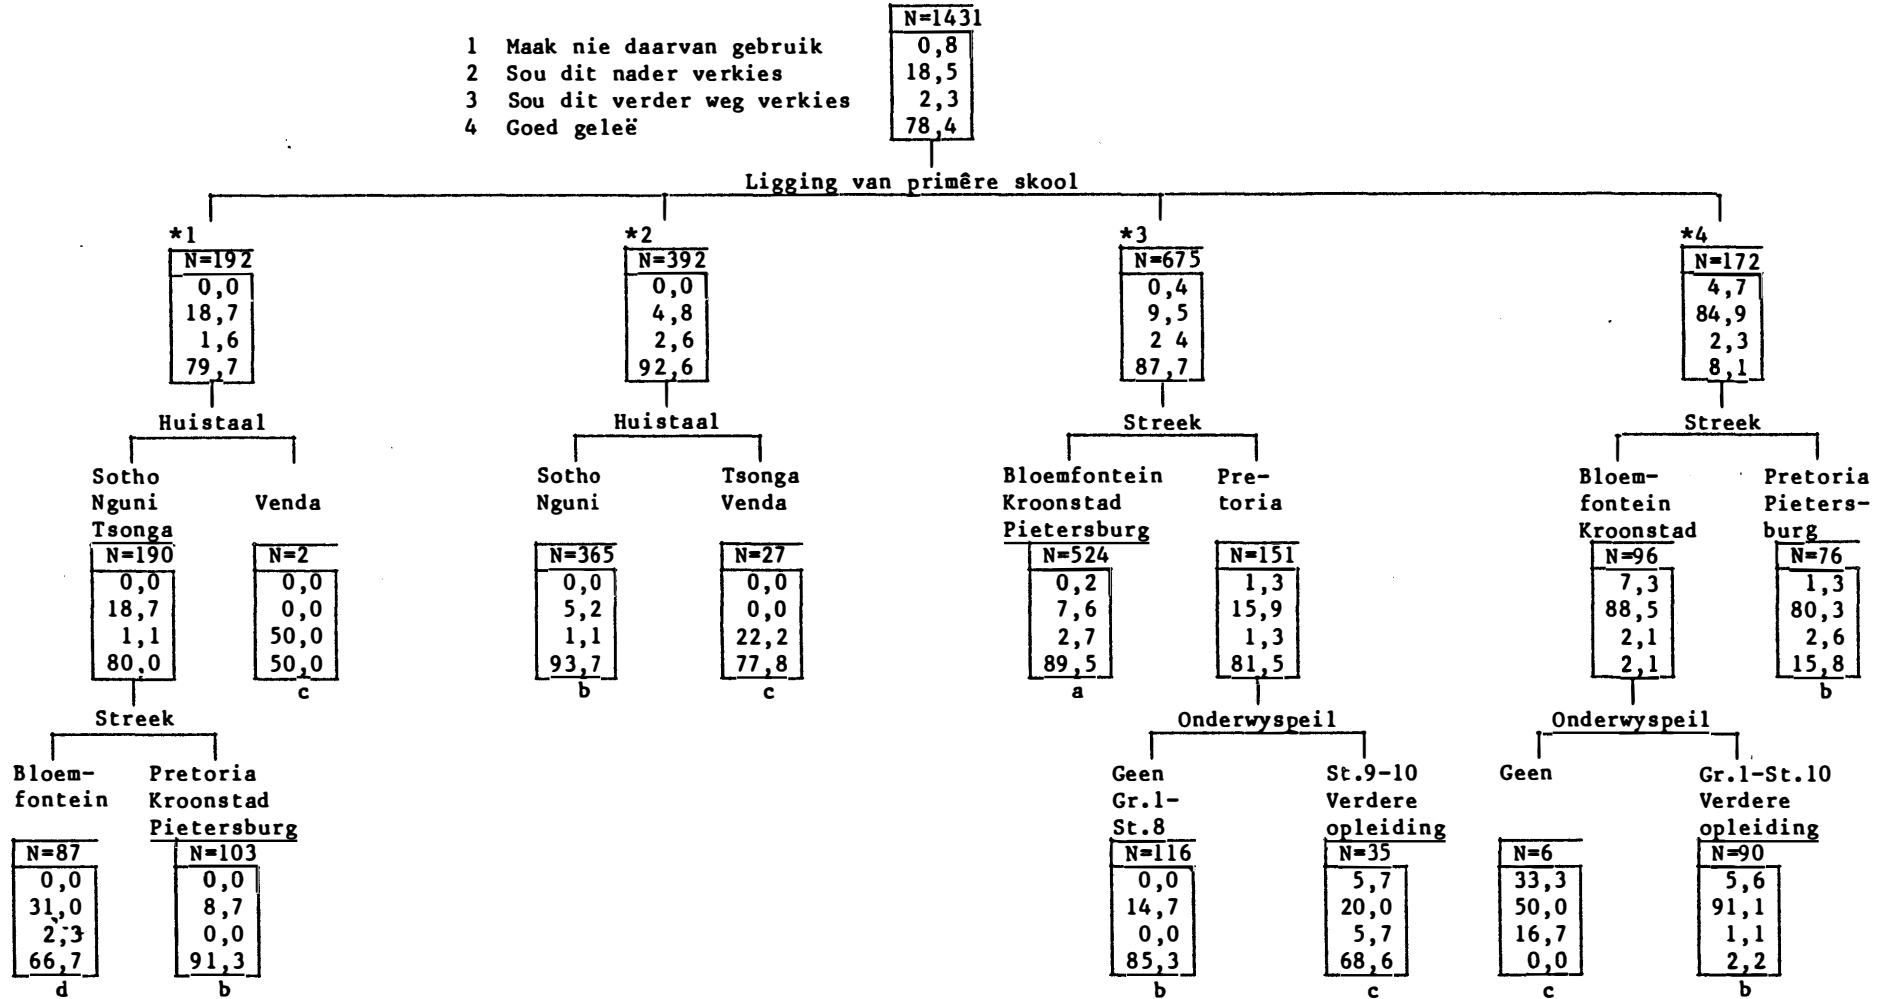 N=1431
0,8
18,5
2,3
78,4
1 Maak nie daarvan gebruik
2 Sou dit nader verkies
3 Sou dit verder weg verkies
4 Goed geleë
Ligging van primêre skool
*1
N=192
0,0
18,7
1,6
79,7
*2
N=392
0,0
4,8
2,6
92,6
*3
N=675
0,4
9,5
2 4
87,7
*4
N=172
4,7
84,9
2,3
8,1
Huistaal
Huistaal
Streek
Streek
Sotho
Nguni
Tsonga
N=190
0,0
18,7
1,1
80,0
Venda
N=2
0,0
0,0
50,0
50,0
c
Sotho
Nguni
N=365
0,0
5,2
1,1
93,7
b
Tsonga
Venda
N=27
0,0
0,0
22,2
77,8
c
Bloemfontein
Kroonstad
Pietersburg
N=524
0,2
7,6
2,7
89,5
a
Pre-
toria
N=151
1,3
15,9
1,3
81,5
Bloem-
fontein
Kroonstad
N=96
7,3
88,5
2,1
2,1
Pretoria
Pieters-
burg
N=76
1,3
80,3
2,6
15,8
b
Streek
Onderwyspeil
Onderwyspeil
Bloem-
fontein
N=87
0,0
31,0
2,3
66,7
d
Pretoria
Kroonstad
Pietersburg
N=103
0,0
8,7
0,0
91,3
b
Geen
Gr.1-
St.8
N=116
0,0
14,7
0,0
85,3
b
St.9-10
Verdere
opleiding
N=35
5,7
20,0
5,7
68,6
c
Geen
N=6
33,3
50,0
16,7
0,0
c
Gr.1-St.10
Verdere
opleiding
N=90
5,6
91,1
1,1
2,2
b